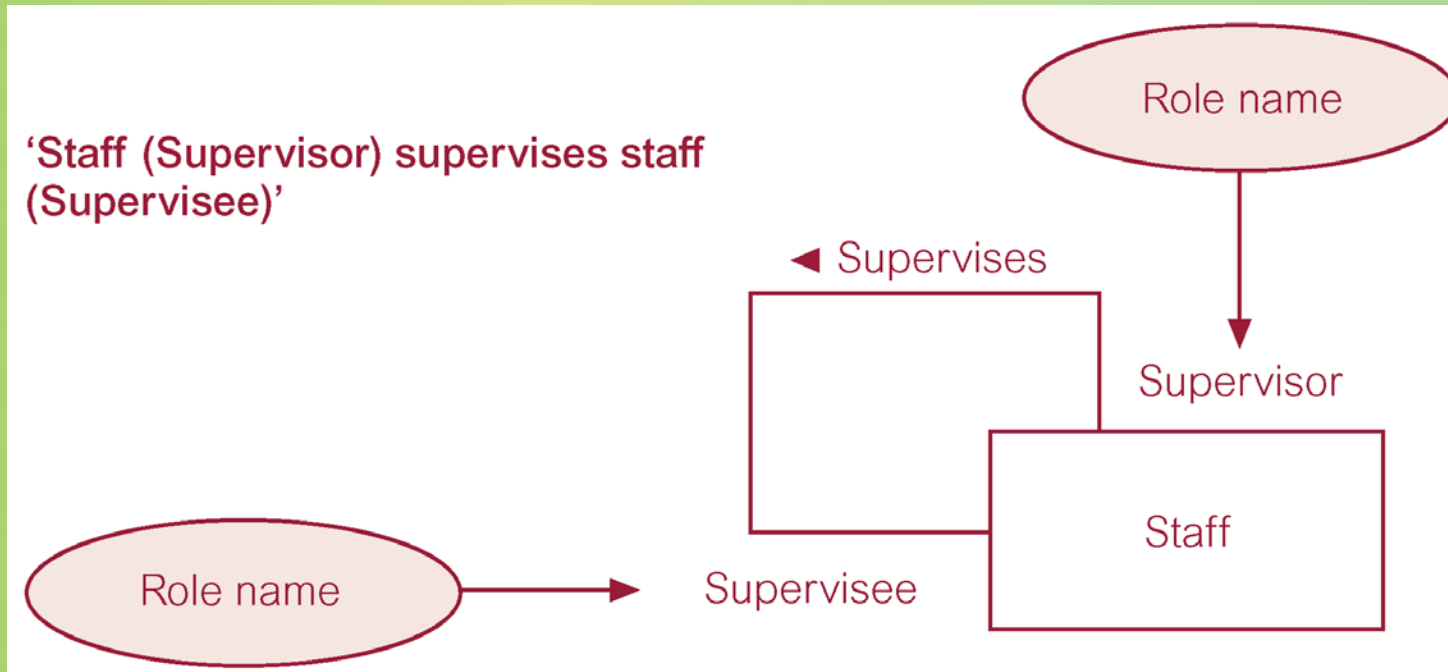 Role name
‘Staff (Supervisor) supervises staff
(Supervisee)’
◄ Supervises
Supervisor
Staff
Role name
Supervisee